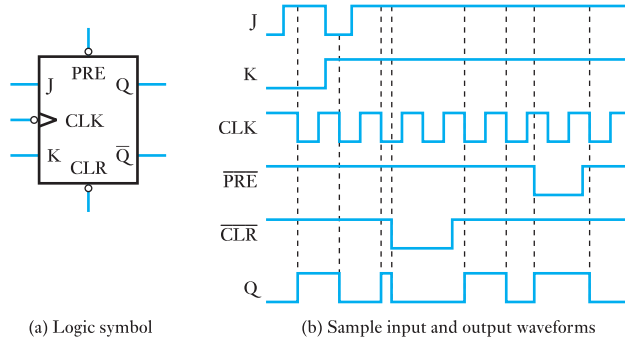 PRE
J Q
CLK
K Q̅
CLR
(a) Logic symbol
J
K
CLK
P̅R̅E̅
C̅L̅R̅
Q
(b) Sample input and output waveforms